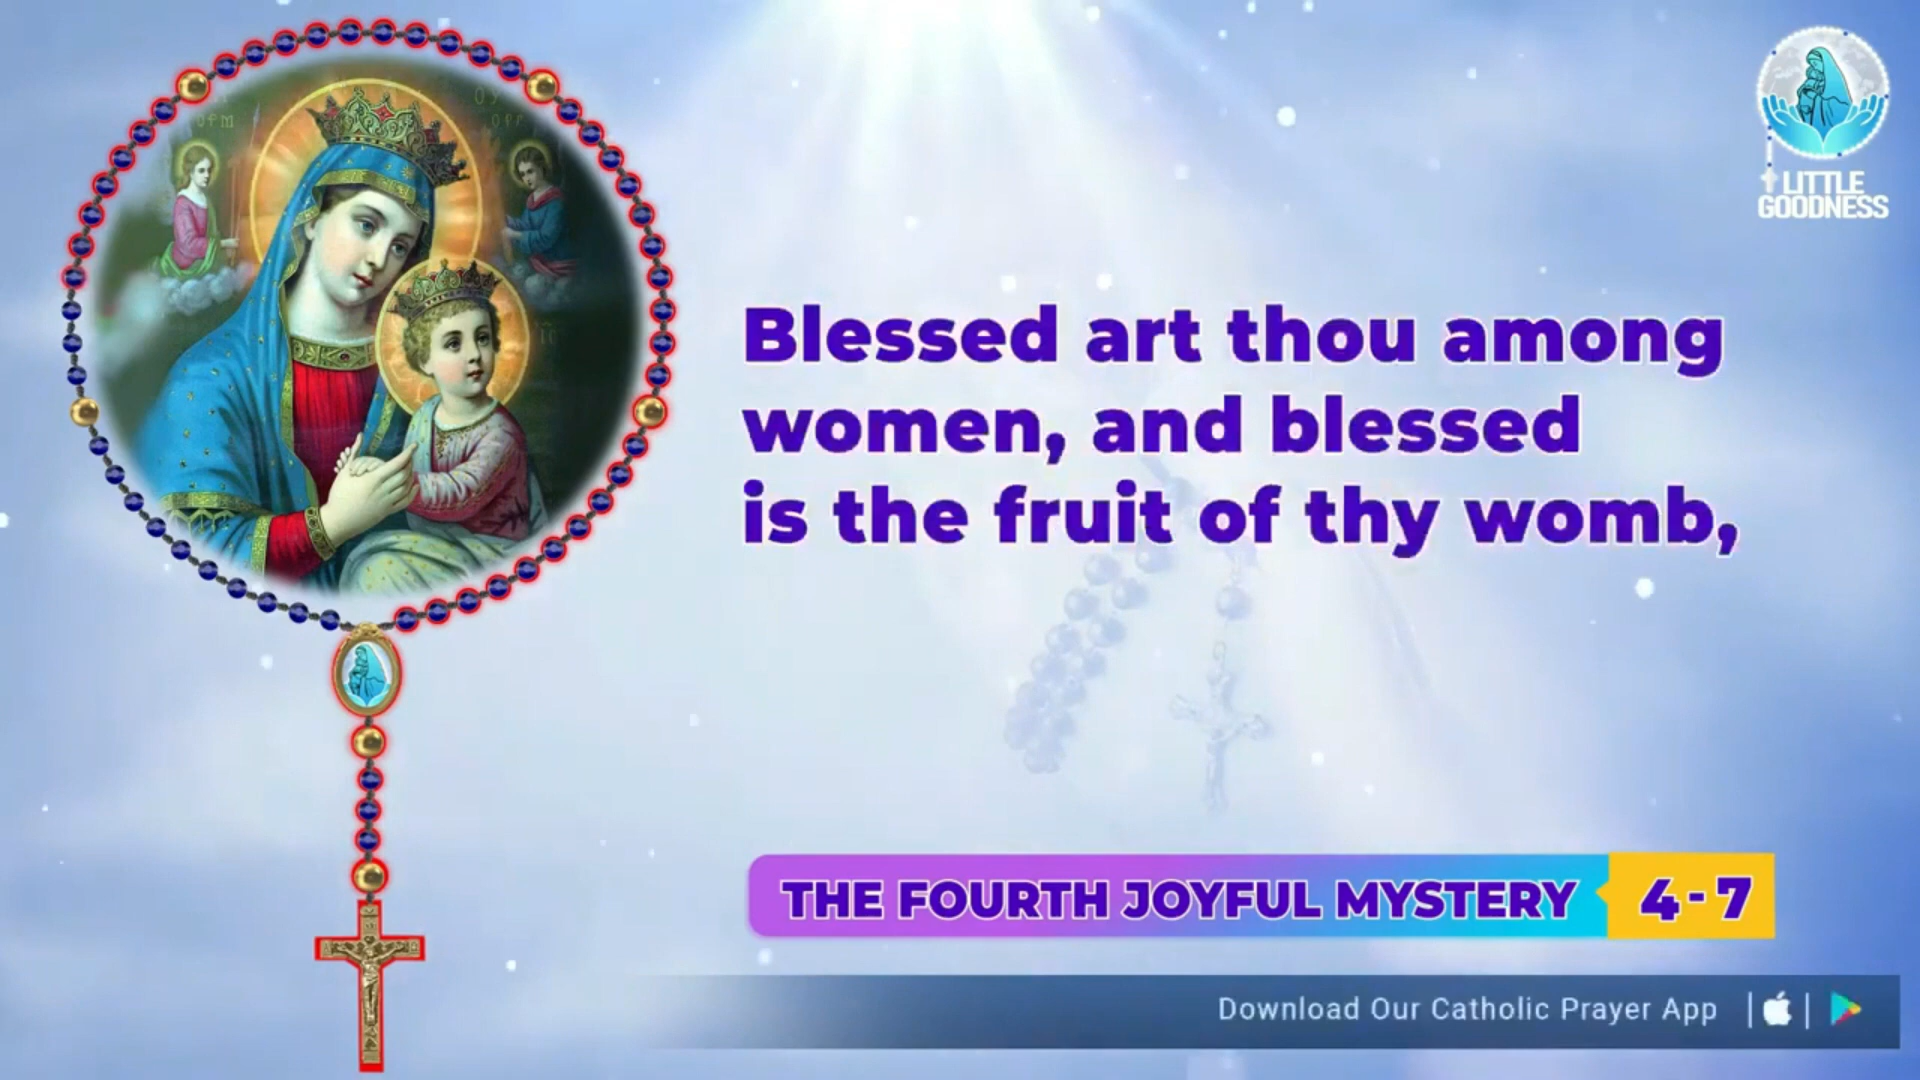 LITTLE
GOODNESS
Blessed art thou among
women, and blessed
is the fruit of thy womb,
THE FOURTH JOYFUL MYSTERY 4-7
Download Our Catholic Prayer App